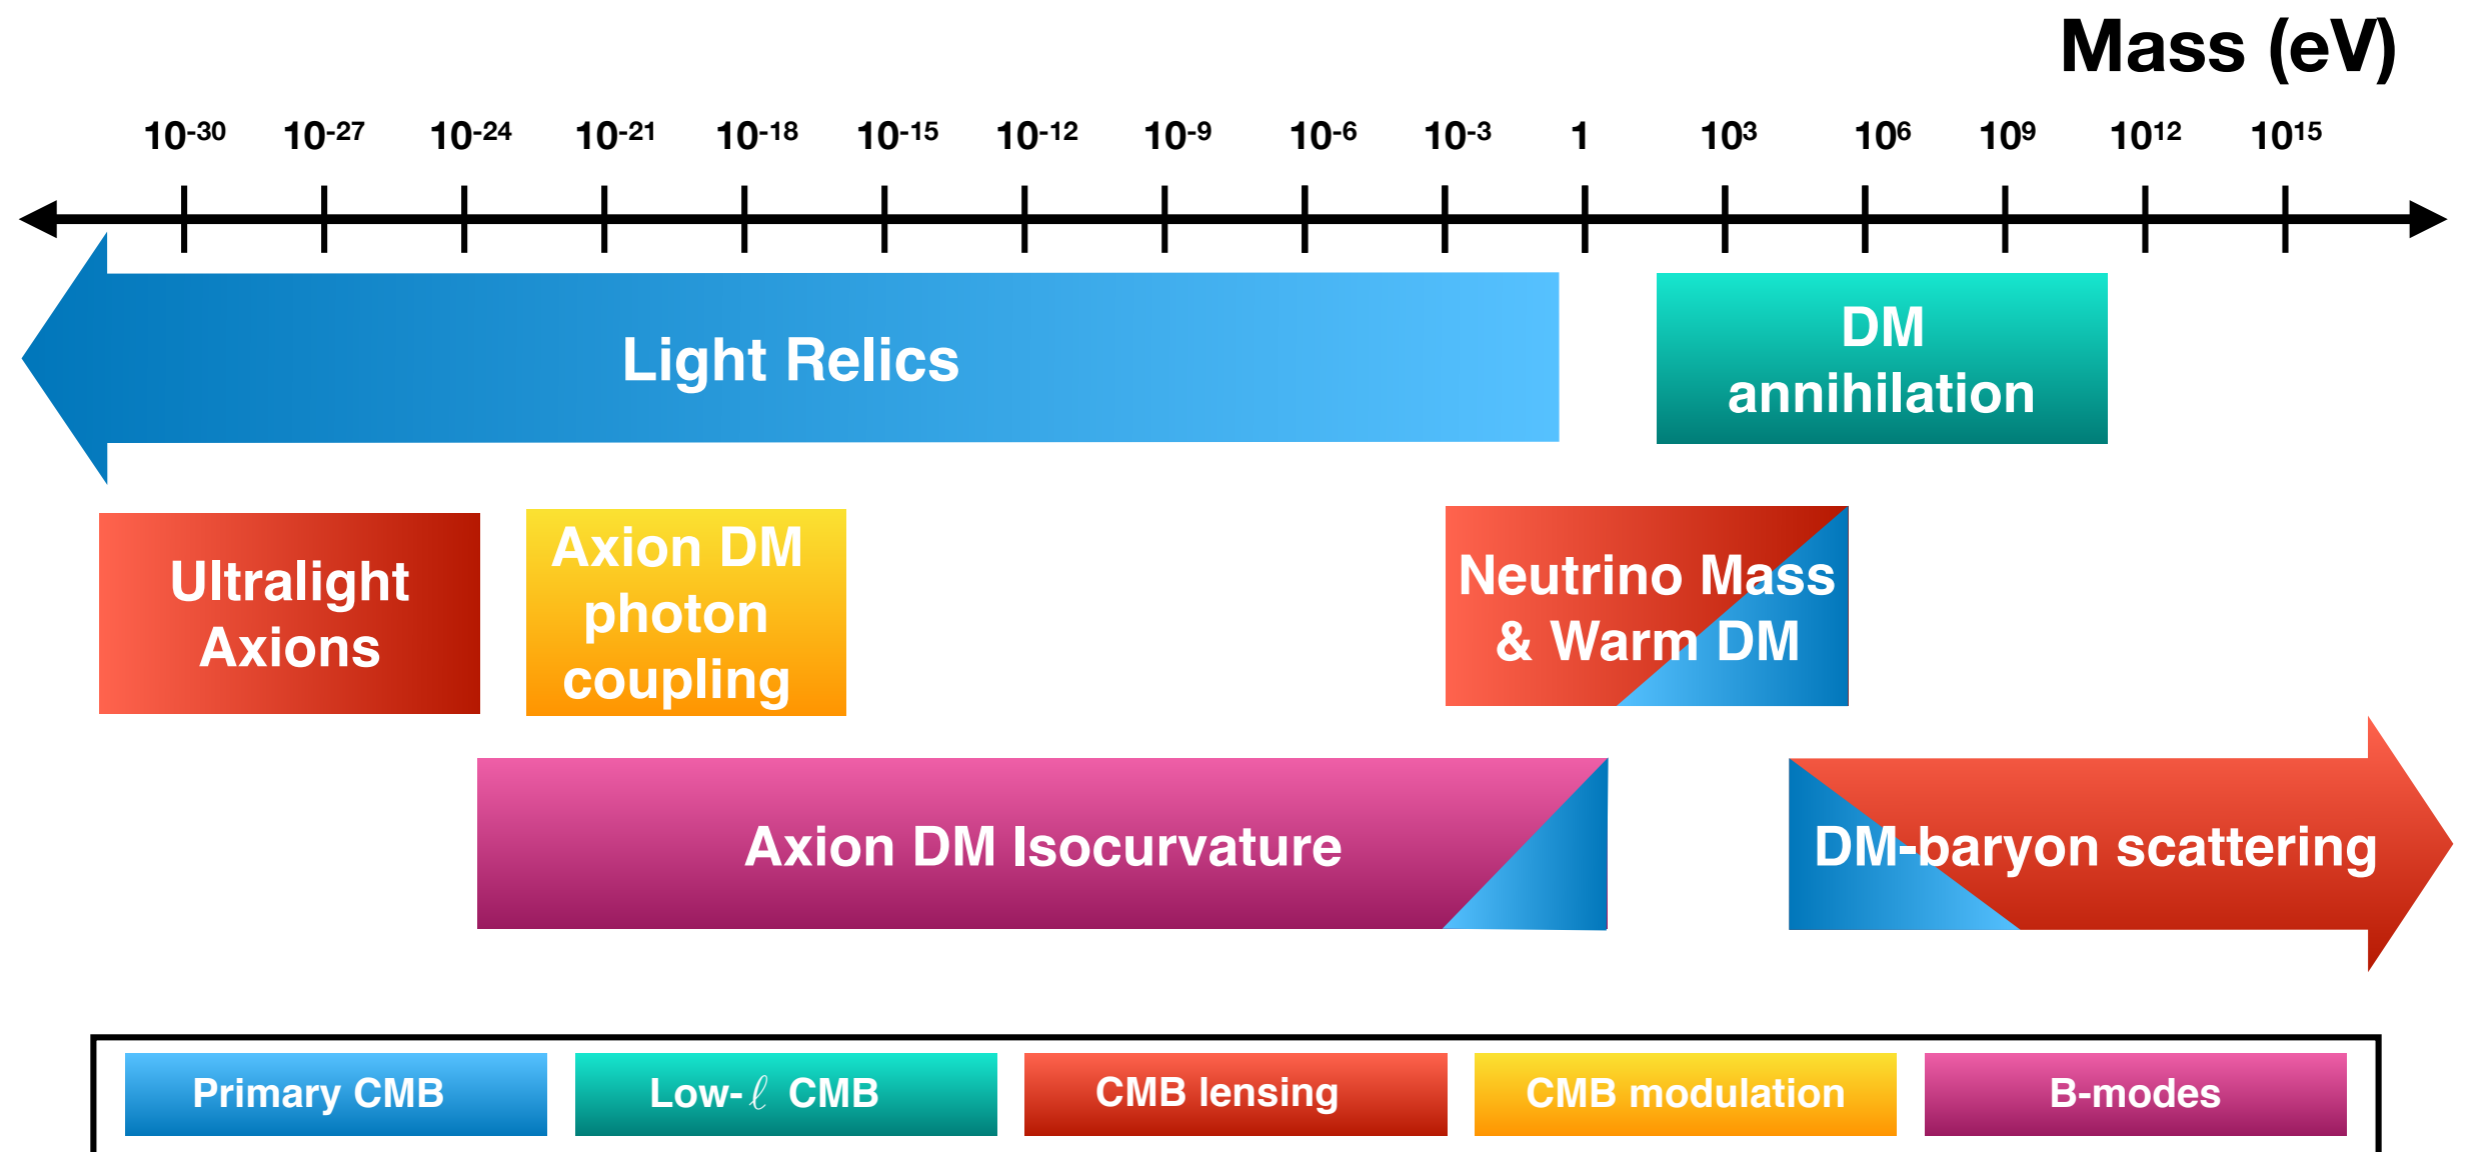 Mass (eV)
10⁻³⁰ 10⁻²⁷ 10⁻²⁴ 10⁻²¹ 10⁻¹⁸ 10⁻¹⁵ 10⁻¹² 10⁻⁹ 10⁻⁶ 10⁻³ 1 10³ 10⁶ 10⁹ 10¹² 10¹⁵
Light Relics
DM
annihilation
Ultralight
Axions
Axion DM
photon
coupling
Neutrino Mass
& Warm DM
Axion DM Isocurvature
DM-baryon scattering
Primary CMB
Low-ℓ CMB
CMB lensing
CMB modulation
B-modes